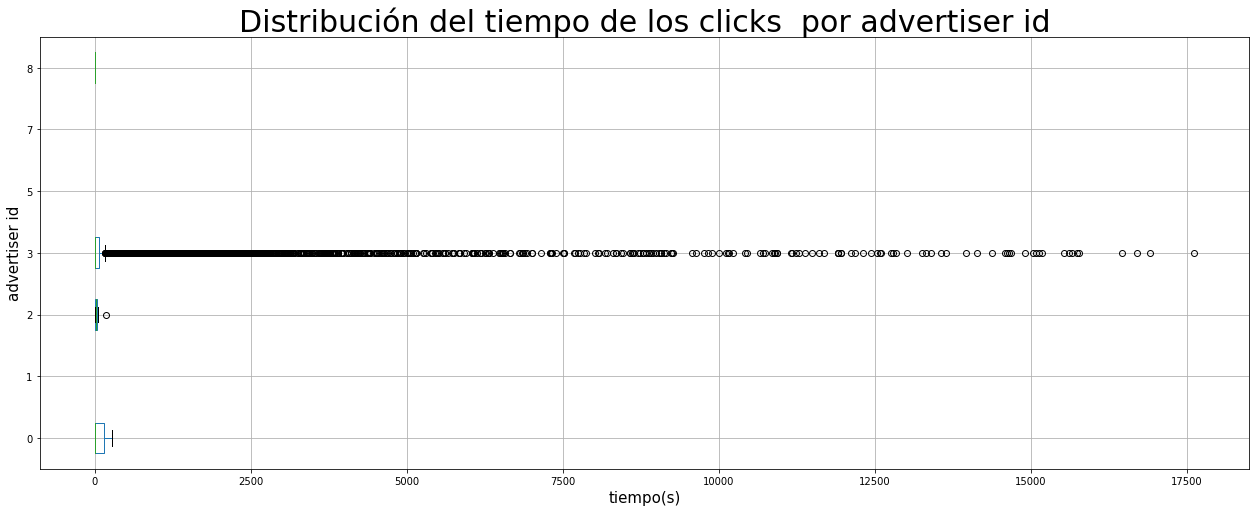 Distribución del tiempo de los clicks  por advertiser id
8
7
5
3
2
1
0
advertiser id
0 2500 5000 7500 10000 12500 15000 17500
tiempo(s)